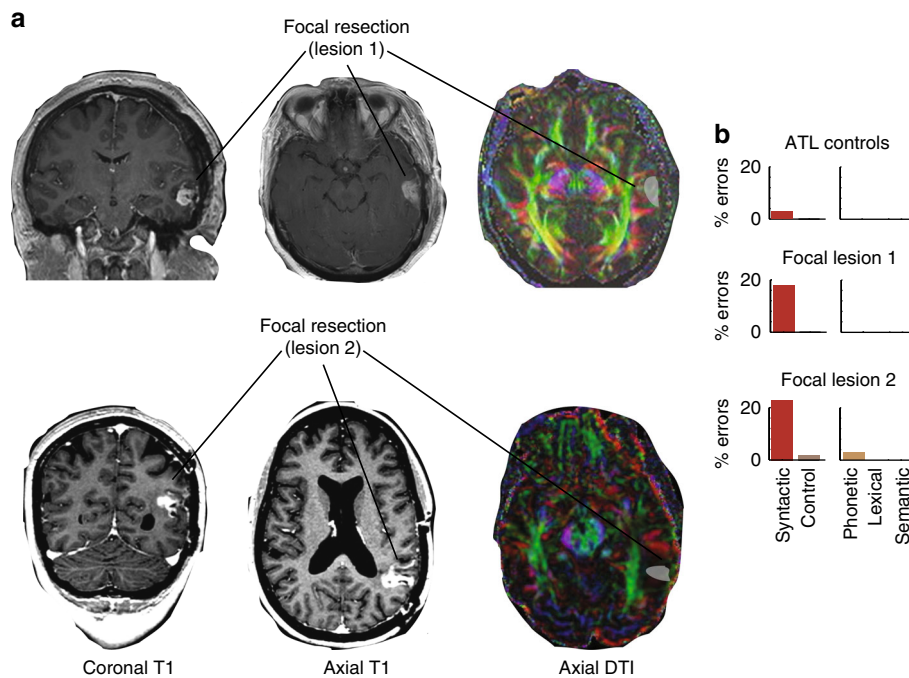 a
Focal resection
(lesion 1)
Focal resection
(lesion 2)
Coronal T1
Axial T1
Axial DTI
b
ATL controls
20
% errors
0
Focal lesion 1
20
% errors
0
Focal lesion 2
20
% errors
0
Syntactic
Control
Phonetic
Lexical
Semantic